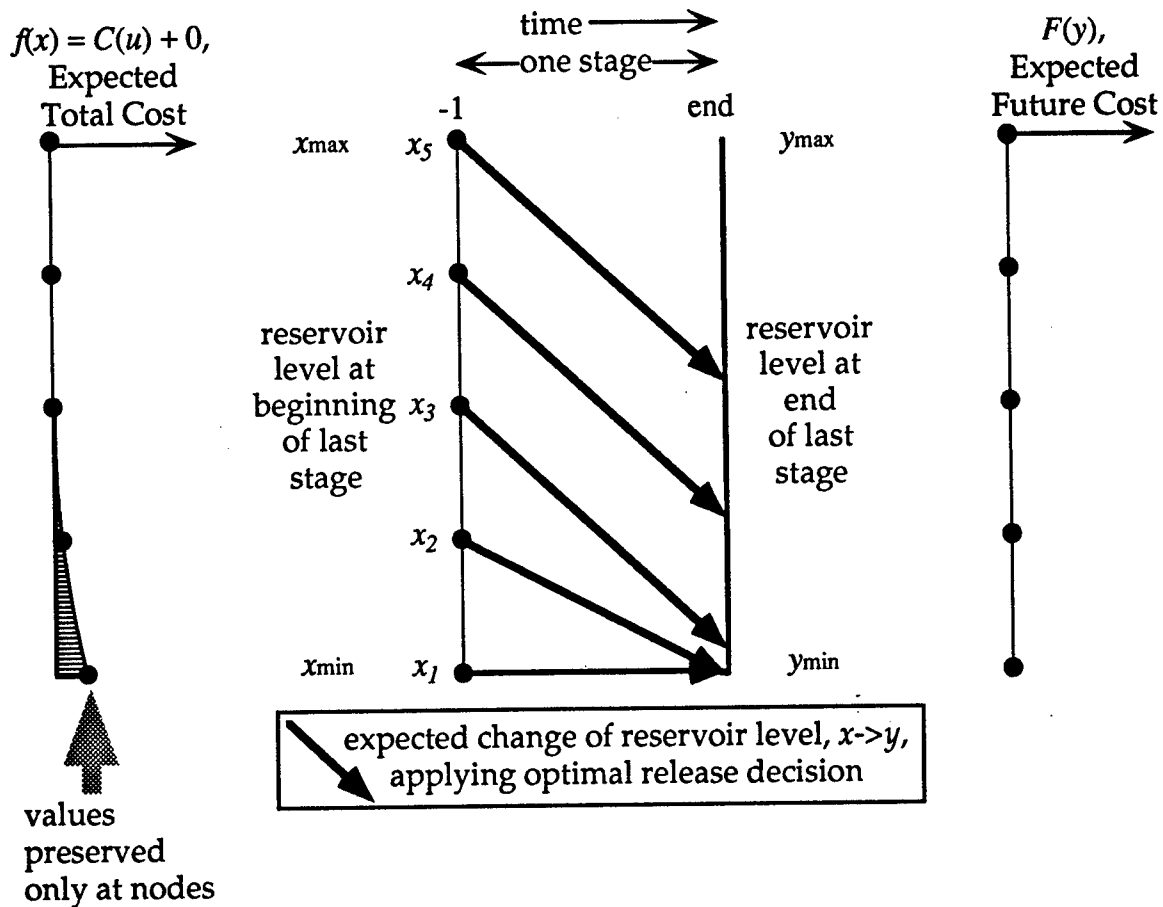 f(x) = C(u) + 0,
Expected
Total Cost
time
one stage
-1
end
F(y),
Expected
Future Cost
xmax
x5
ymax
x4
reservoir
level at
beginning
of last
stage
x3
reservoir
level at
end
of last
stage
x2
xmin
x1
ymin
expected change of reservoir level, x->y,
applying optimal release decision
values
preserved
only at nodes